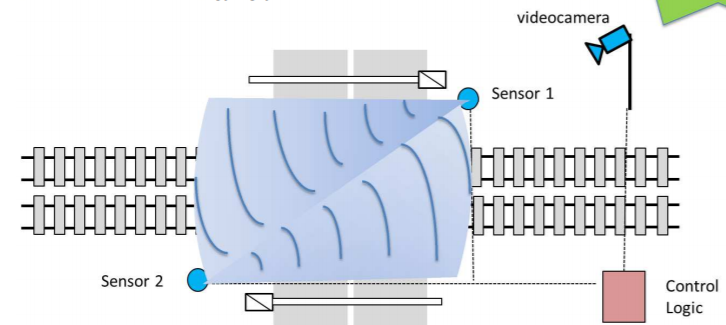 videocamera
Sensor 1
Sensor 2
Control
Logic